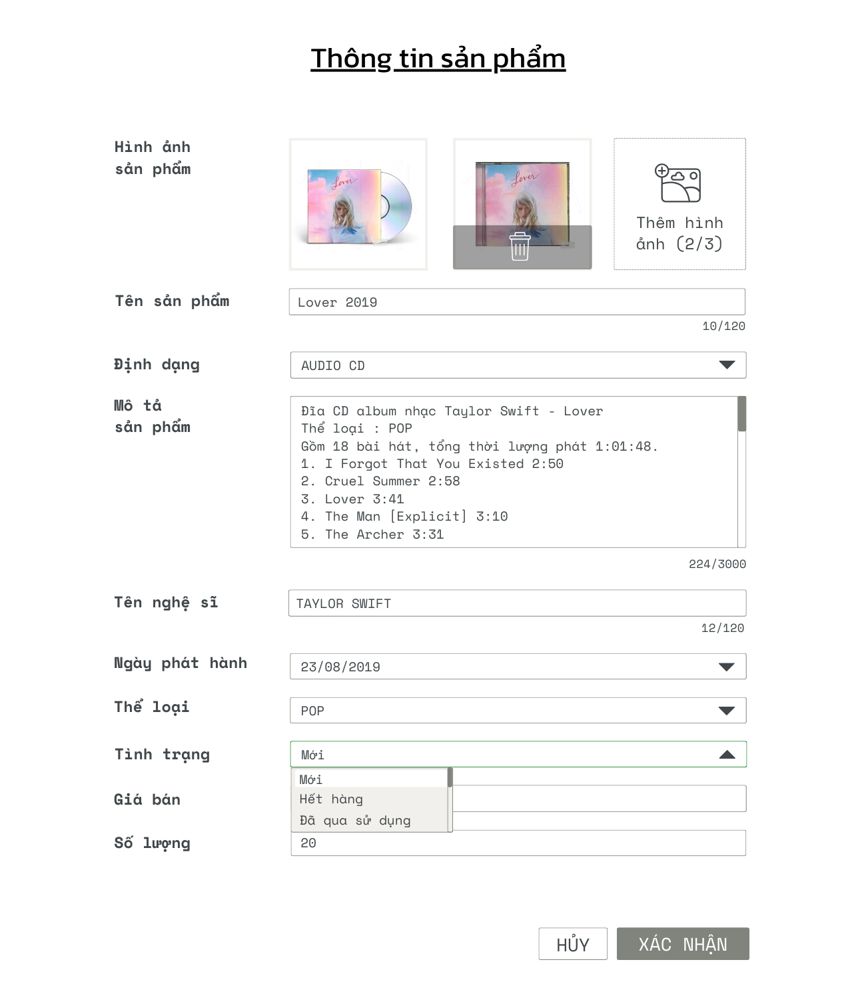 Thông tin sản phẩm
Hình ảnh
sản phẩm
Lover
Lover
Thêm hình
ảnh (2/3)
Tên sản phẩm
Lover 2019
10/120
Định dạng
AUDIO CD
Mô tả
sản phẩm
Đĩa CD album nhạc Taylor Swift - Lover
Thể loại : POP
Gồm 18 bài hát, tổng thời lượng phát 1:01:48.
1. I Forgot That You Existed 2:50
2. Cruel Summer 2:58
3. Lover 3:41
4. The Man [Explicit] 3:10
5. The Archer 3:31
224/3000
Tên nghệ sĩ
TAYLOR SWIFT
12/120
Ngày phát hành
23/08/2019
Thể loại
POP
Tình trạng
Mới
Mới
Hết hàng
Đã qua sử dụng
Giá bán
Số lượng
20
HỦY
XÁC NHẬN